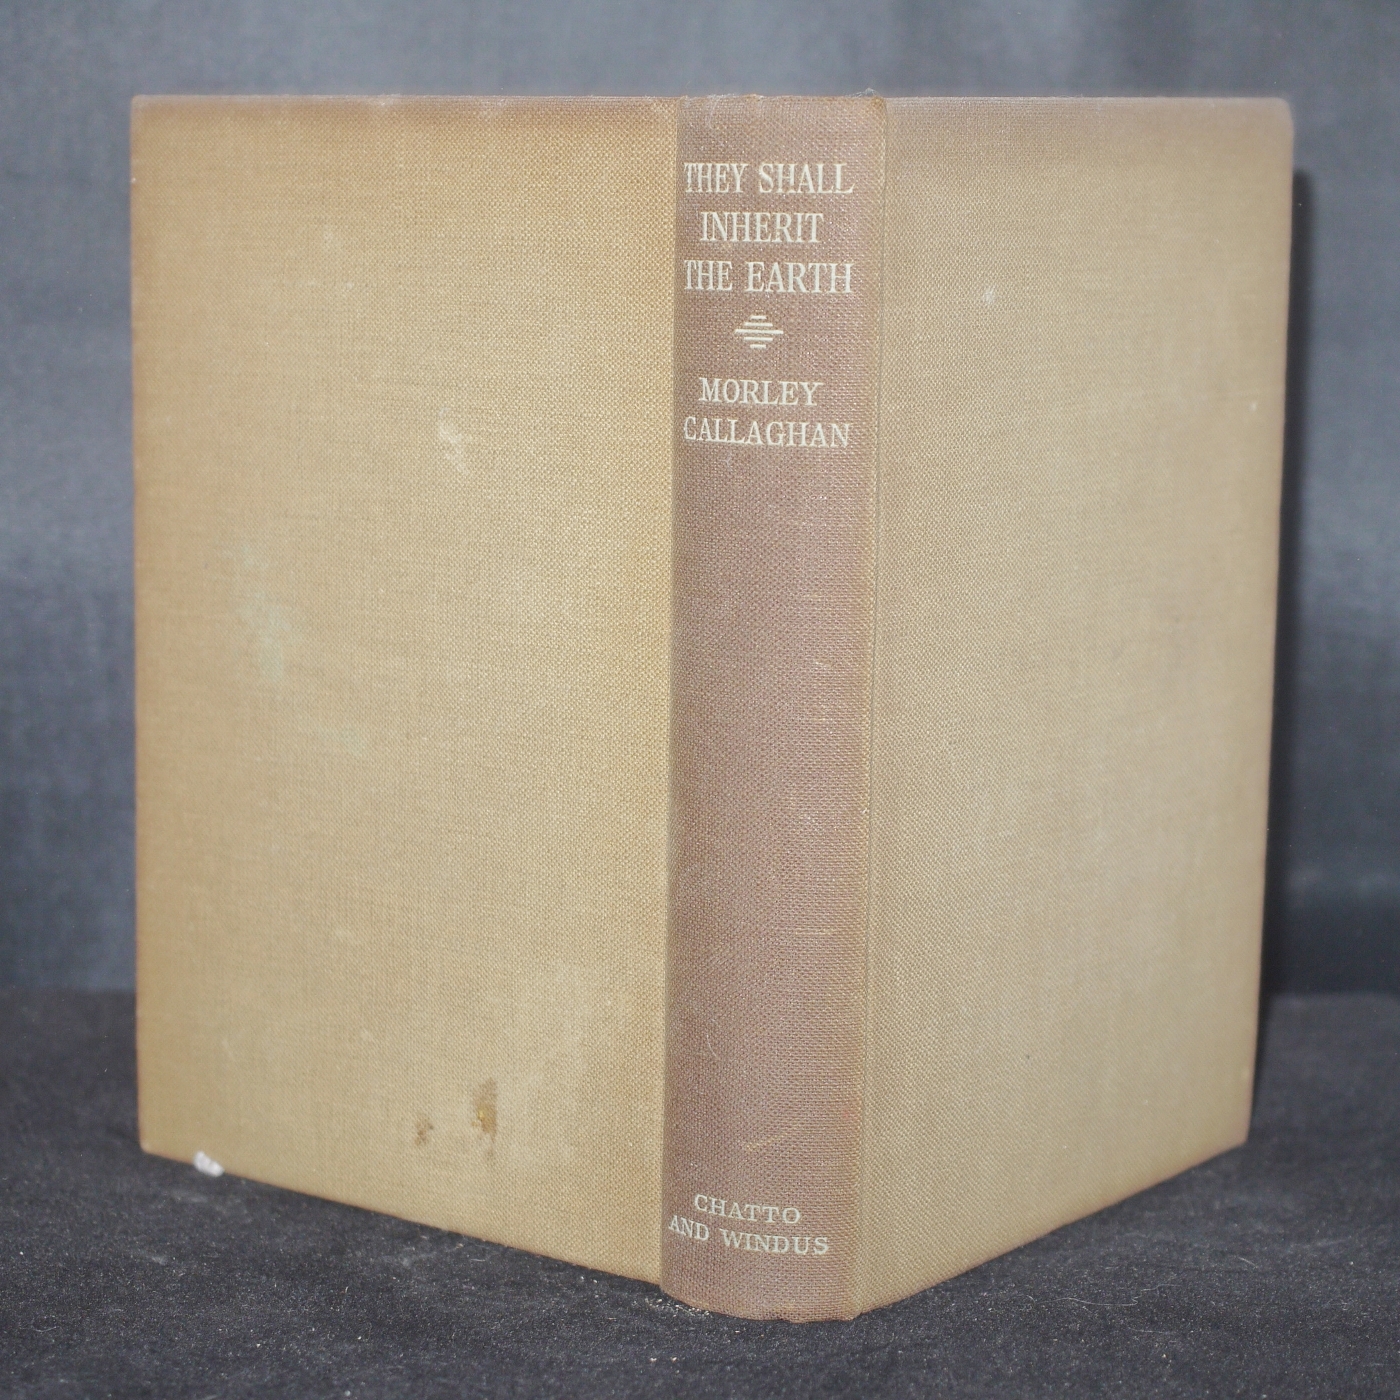 THEY SHALL
INHERIT
THE EARTH
MORLEY
CALLAGHAN
CHATTO
AND WINDUS